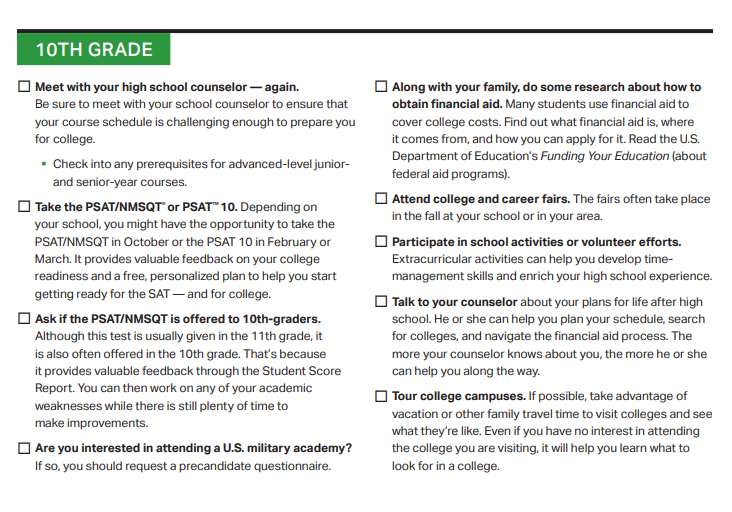 10TH GRADE
Meet with your high school counselor — again.
Be sure to meet with your school counselor to ensure that
your course schedule is challenging enough to prepare you
for college.
Check into any prerequisites for advanced-level junior-
and senior-year courses.
Take the PSAT/NMSQT® or PSAT™ 10. Depending on
your school, you might have the opportunity to take the
PSAT/NMSQT in October or the PSAT 10 in February or
March. It provides valuable feedback on your college
readiness and a free, personalized plan to help you start
getting ready for the SAT — and for college.
Ask if the PSAT/NMSQT is offered to 10th-graders.
Although this test is usually given in the 11th grade, it
is also often offered in the 10th grade. That's because
it provides valuable feedback through the Student Score
Report. You can then work on any of your academic
weaknesses while there is still plenty of time to
make improvements.
Are you interested in attending a U.S. military academy?
If so, you should request a precandidate questionnaire.
Along with your family, do some research about how to
obtain financial aid. Many students use financial aid to
cover college costs. Find out what financial aid is, where
it comes from, and how you can apply for it. Read the U.S.
Department of Education's Funding Your Education (about
federal aid programs).
Attend college and career fairs. The fairs often take place
in the fall at your school or in your area.
Participate in school activities or volunteer efforts.
Extracurricular activities can help you develop time-
management skills and enrich your high school experience.
Talk to your counselor about your plans for life after high
school. He or she can help you plan your schedule, search
for colleges, and navigate the financial aid process. The
more your counselor knows about you, the more he or she
can help you along the way.
Tour college campuses. If possible, take advantage of
vacation or other family travel time to visit colleges and see
what they're like. Even if you have no interest in attending
the college you are visiting, it will help you learn what to
look for in a college.